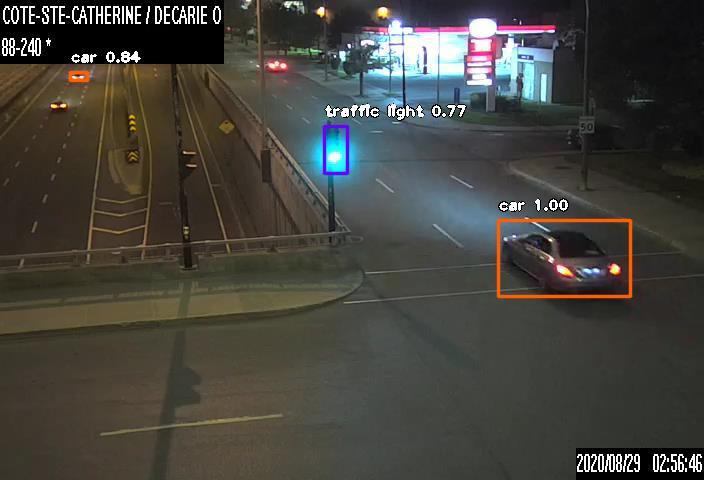 COTE-STE-CATHERINE / DECARIE O
88-240 *
car 0.84
traffic light 0.77
50
car 1.00
2020/08/29 02:56:46